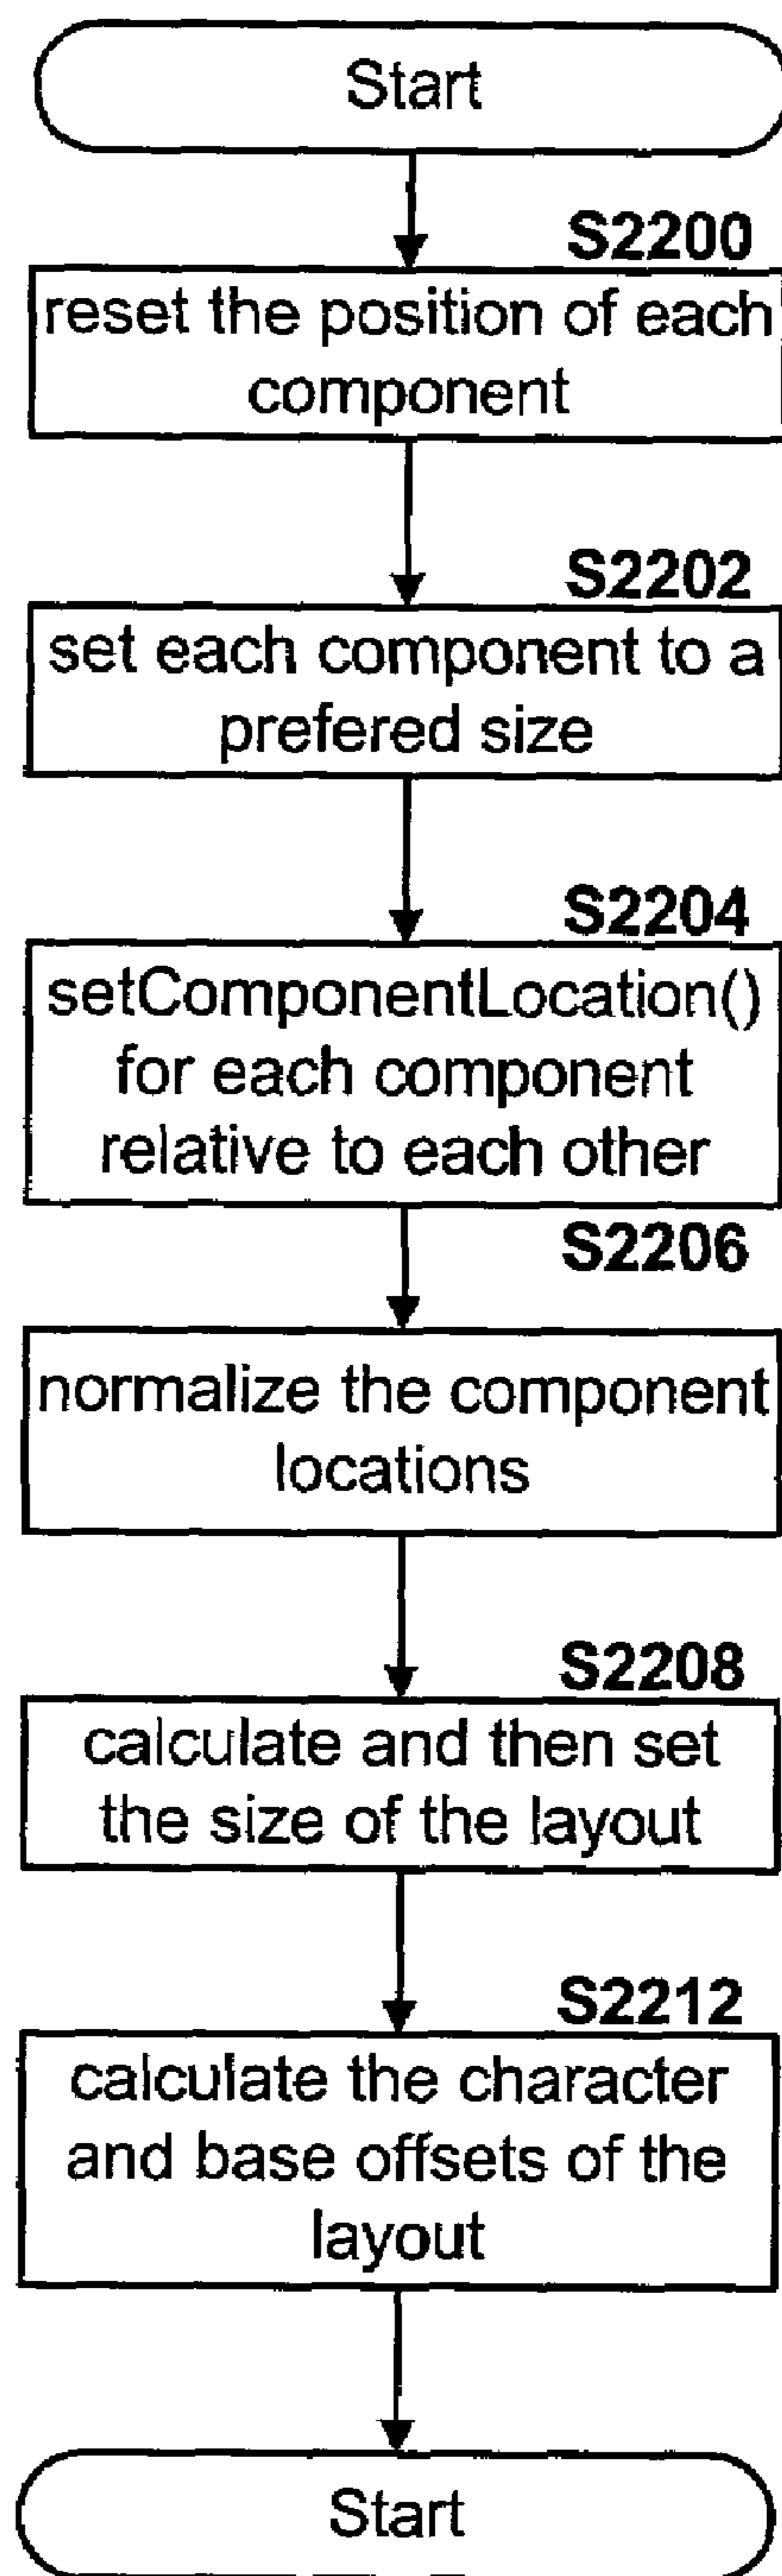 Start
S2200
reset the position of each
component
S2202
set each component to a
prefered size
S2204
setComponentLocation()
for each component
relative to each other
S2206
normalize the component
locations
S2208
calculate and then set
the size of the layout
S2212
calculate the character
and base offsets of the
layout
Start